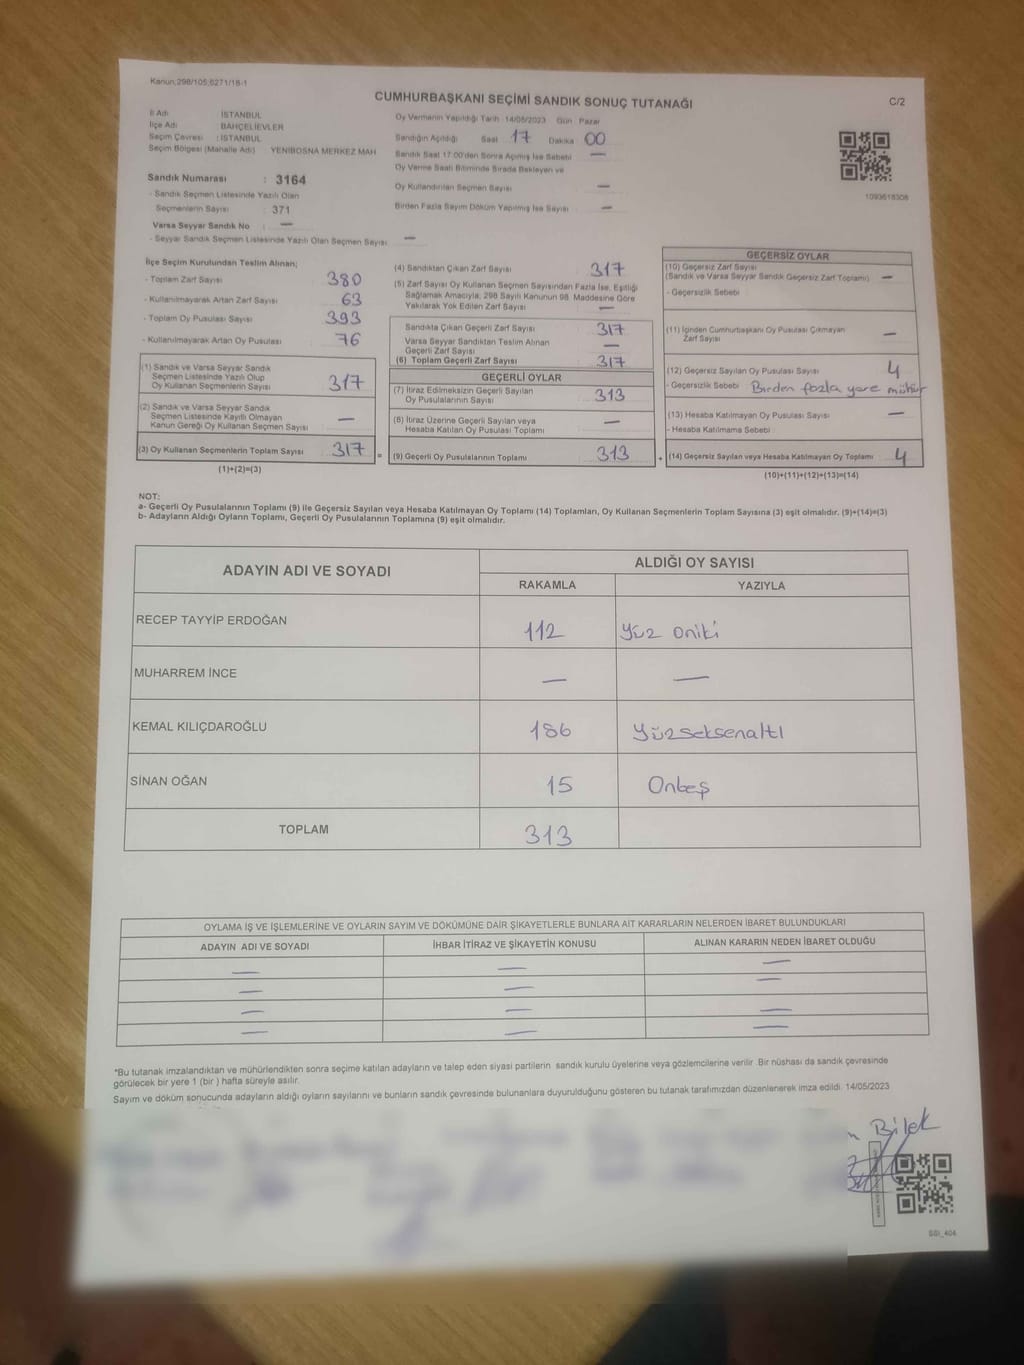 Kanun:298/105;6271/18-1
CUMHURBAŞKANI SEÇİMİ SANDIK SONUÇ TUTANAĞI
C/2
İl Adı : İSTANBUL
İlçe Adı : BAHÇELİEVLER
Seçim Çevresi : İSTANBUL
Seçim Bölgesi (Mahalle Adı) : YENİBOSNA MERKEZ MAH
Sandık Numarası : 3164
- Sandık Seçmen Listesinde Yazılı Olan
Seçmenlerin Sayısı : 371
Varsa Seyyar Sandık No : —
- Seyyar Sandık Seçmen Listesinde Yazılı Olan Seçmen Sayısı: —
Oy Vermenin Yapıldığı Tarih : 14/05/2023 Gün : Pazar
Sandığın Açıldığı Saat 17 Dakika 00
Sandık Saat 17:00'den Sonra Açılmış İse Sebebi —
Oy Verme Saati Bitiminde Sırada Bekleyen ve
Oy Kullandırılan Seçmen Sayısı —
Birden Fazla Sayım Döküm Yapılmış İse Sayısı —
1093618308
İlçe Seçim Kurulundan Teslim Alınan;
- Toplam Zarf Sayısı 380
- Kullanılmayarak Artan Zarf Sayısı 63
- Toplam Oy Pusulası Sayısı 393
- Kullanılmayarak Artan Oy Pusulası 76
(1) Sandık ve Varsa Seyyar Sandık
Seçmen Listesinde Yazılı Olup
Oy Kullanan Seçmenlerin Sayısı 317
(2) Sandık ve Varsa Seyyar Sandık
Seçmen Listesinde Kayıtlı Olmayan
Kanun Gereği Oy Kullanan Seçmen Sayısı —
(3) Oy Kullanan Seçmenlerin Toplam Sayısı 317
(1)+(2)=(3)
(4) Sandıktan Çıkan Zarf Sayısı 317
(5) Zarf Sayısı Oy Kullanan Seçmen Sayısından Fazla İse, Eşitliği
Sağlamak Amacıyla, 298 Sayılı Kanunun 98. Maddesine Göre
Yakılarak Yok Edilen Zarf Sayısı —
Sandıkta Çıkan Geçerli Zarf Sayısı 317
Varsa Seyyar Sandıktan Teslim Alınan
Geçerli Zarf Sayısı —
(6) Toplam Geçerli Zarf Sayısı 317
GEÇERLİ OYLAR
(7) İtiraz Edilmeksizin Geçerli Sayılan
Oy Pusulalarının Sayısı 313
(8) İtiraz Üzerine Geçerli Sayılan veya
Hesaba Katılan Oy Pusulası Toplamı —
= (9) Geçerli Oy Pusulalarının Toplamı 313
GEÇERSİZ OYLAR
(10) Geçersiz Zarf Sayısı
(Sandık ve Varsa Seyyar Sandık Geçersiz Zarf Toplamı) —
- Geçersizlik Sebebi :
(11) İçinden Cumhurbaşkanı Oy Pusulası Çıkmayan
Zarf Sayısı —
(12) Geçersiz Sayılan Oy Pusulası Sayısı 4
- Geçersizlik Sebebi : Birden fazla yere mühür
(13) Hesaba Katılmayan Oy Pusulası Sayısı —
- Hesaba Katılmama Sebebi :
+ (14) Geçersiz Sayılan veya Hesaba Katılmayan Oy Toplamı 4
(10)+(11)+(12)+(13)=(14)
NOT:
a- Geçerli Oy Pusulalarının Toplamı (9) ile Geçersiz Sayılan veya Hesaba Katılmayan Oy Toplamı (14) Toplamları, Oy Kullanan Seçmenlerin Toplam Sayısına (3) eşit olmalıdır. (9)+(14)=(3)
b- Adayların Aldığı Oyların Toplamı, Geçerli Oy Pusulalarının Toplamına (9) eşit olmalıdır.
ADAYIN ADI VE SOYADI
ALDIĞI OY SAYISI
RAKAMLA YAZIYLA
RECEP TAYYİP ERDOĞAN 112 Yüz oniki
MUHARREM İNCE — —
KEMAL KILIÇDAROĞLU 186 Yüzseksenaltı
SİNAN OĞAN 15 Onbeş
TOPLAM 313
OYLAMA İŞ VE İŞLEMLERİNE VE OYLARIN SAYIM VE DÖKÜMÜNE DAİR ŞİKAYETLERLE BUNLARA AİT KARARLARIN NELERDEN İBARET BULUNDUKLARI
ADAYIN ADI VE SOYADI İHBAR İTİRAZ VE ŞİKAYETİN KONUSU ALINAN KARARIN NEDEN İBARET OLDUĞU
— — —
— — —
— — —
— — —
*Bu tutanak imzalandıktan ve mühürlendikten sonra seçime katılan adayların ve talep eden siyasi partilerin sandık kurulu üyelerine veya gözlemcilerine verilir. Bir nüshası da sandık çevresinde
görülecek bir yere 1 (bir ) hafta süreyle asılır.
Sayım ve döküm sonucunda adayların aldığı oyların sayılarını ve bunların sandık çevresinde bulunanlara duyurulduğunu gösteren bu tutanak tarafımızdan düzenlenerek imza edildi. 14/05/2023
Bilek